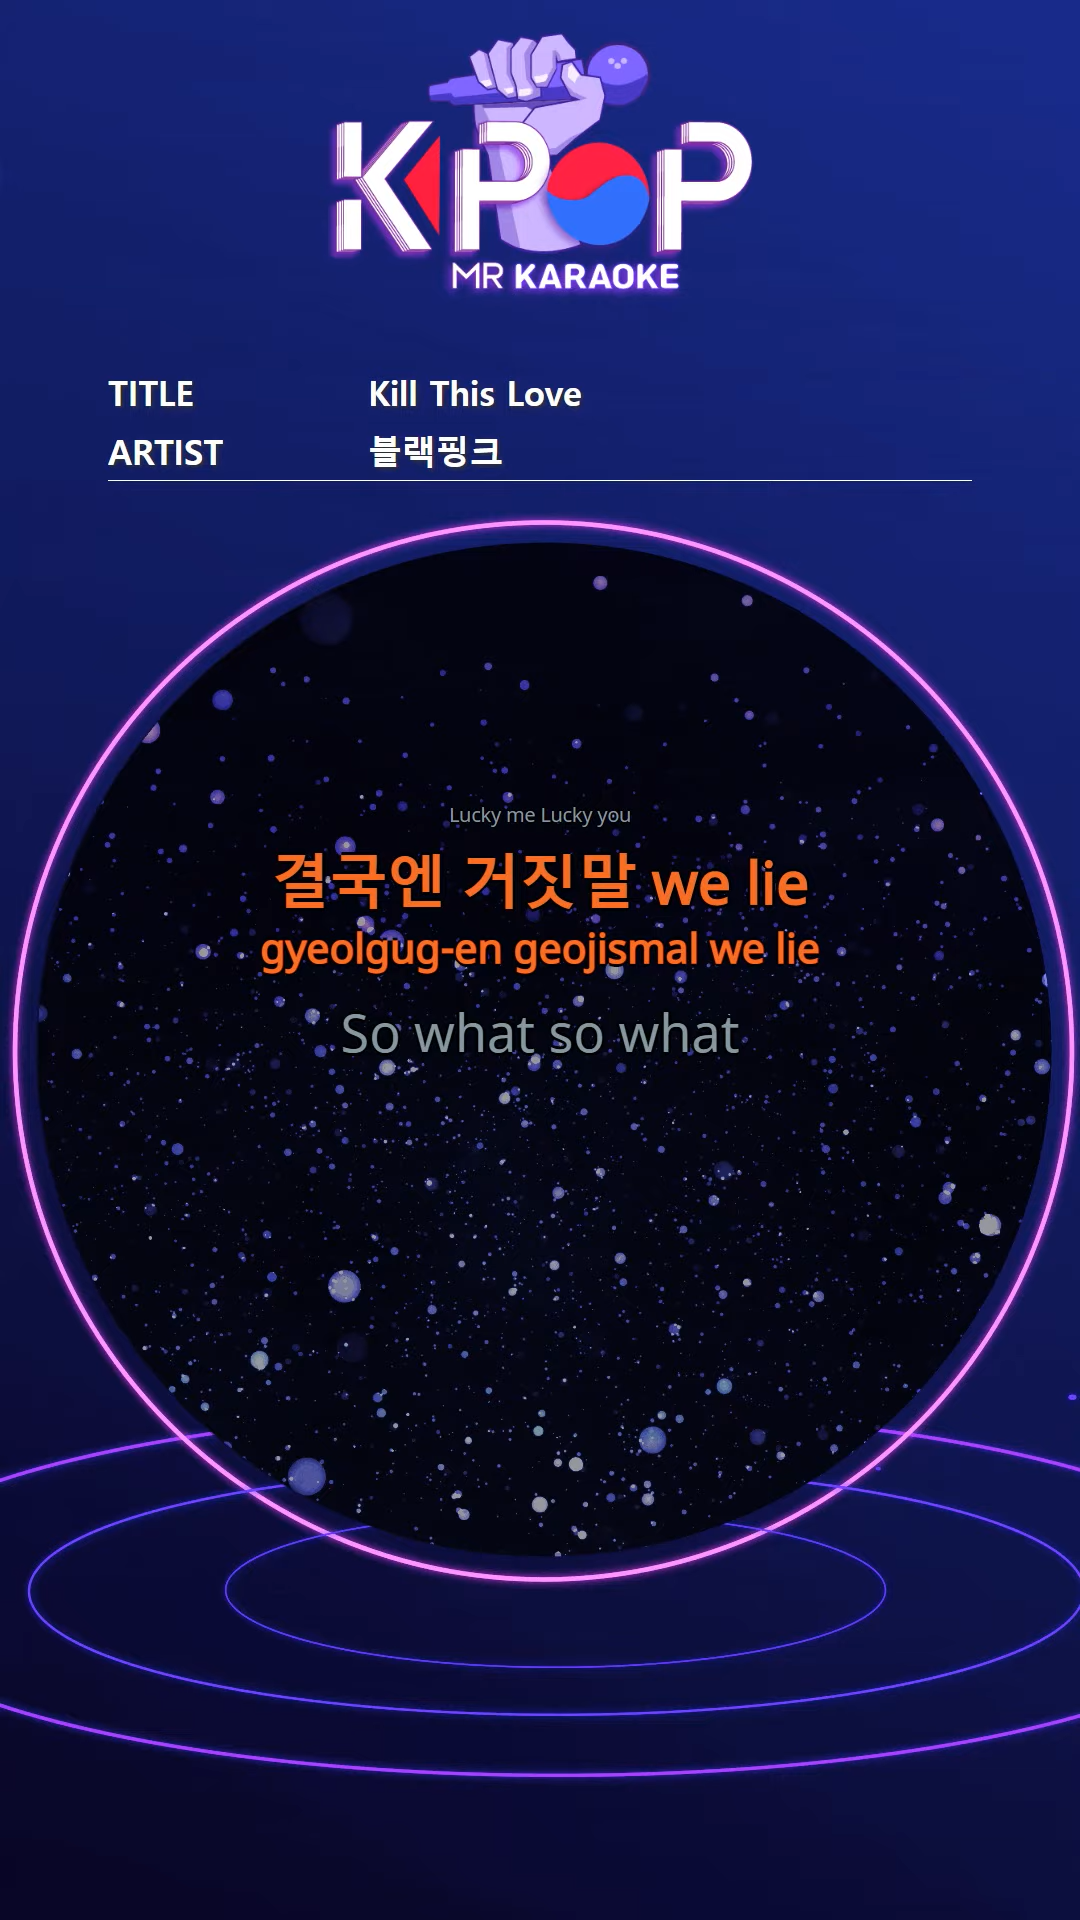 KPOP
MR KARAOKE
TITLE Kill This Love
ARTIST 블랙핑크
Lucky me Lucky you
결국엔 거짓말 we lie
gyeolgug-en geojismal we lie
So what so what